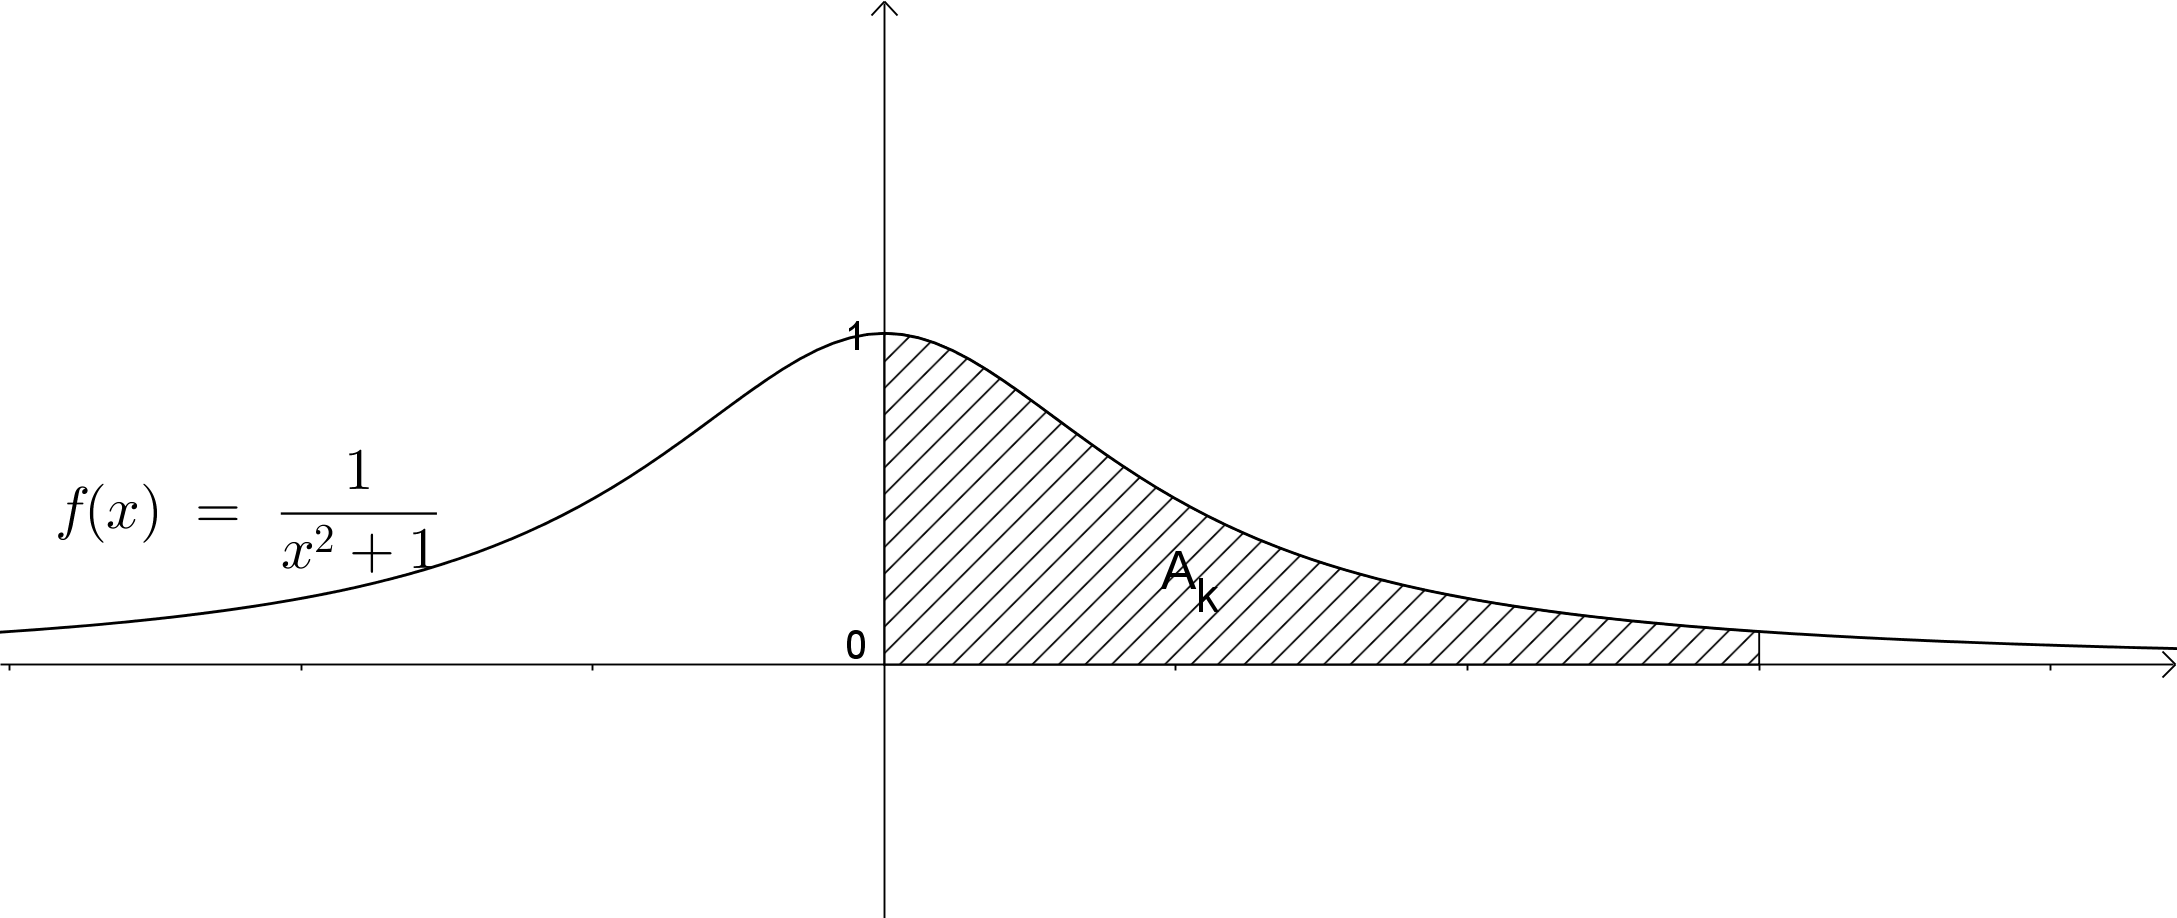 1
f(x) = 1/(x² + 1)
A_k
0